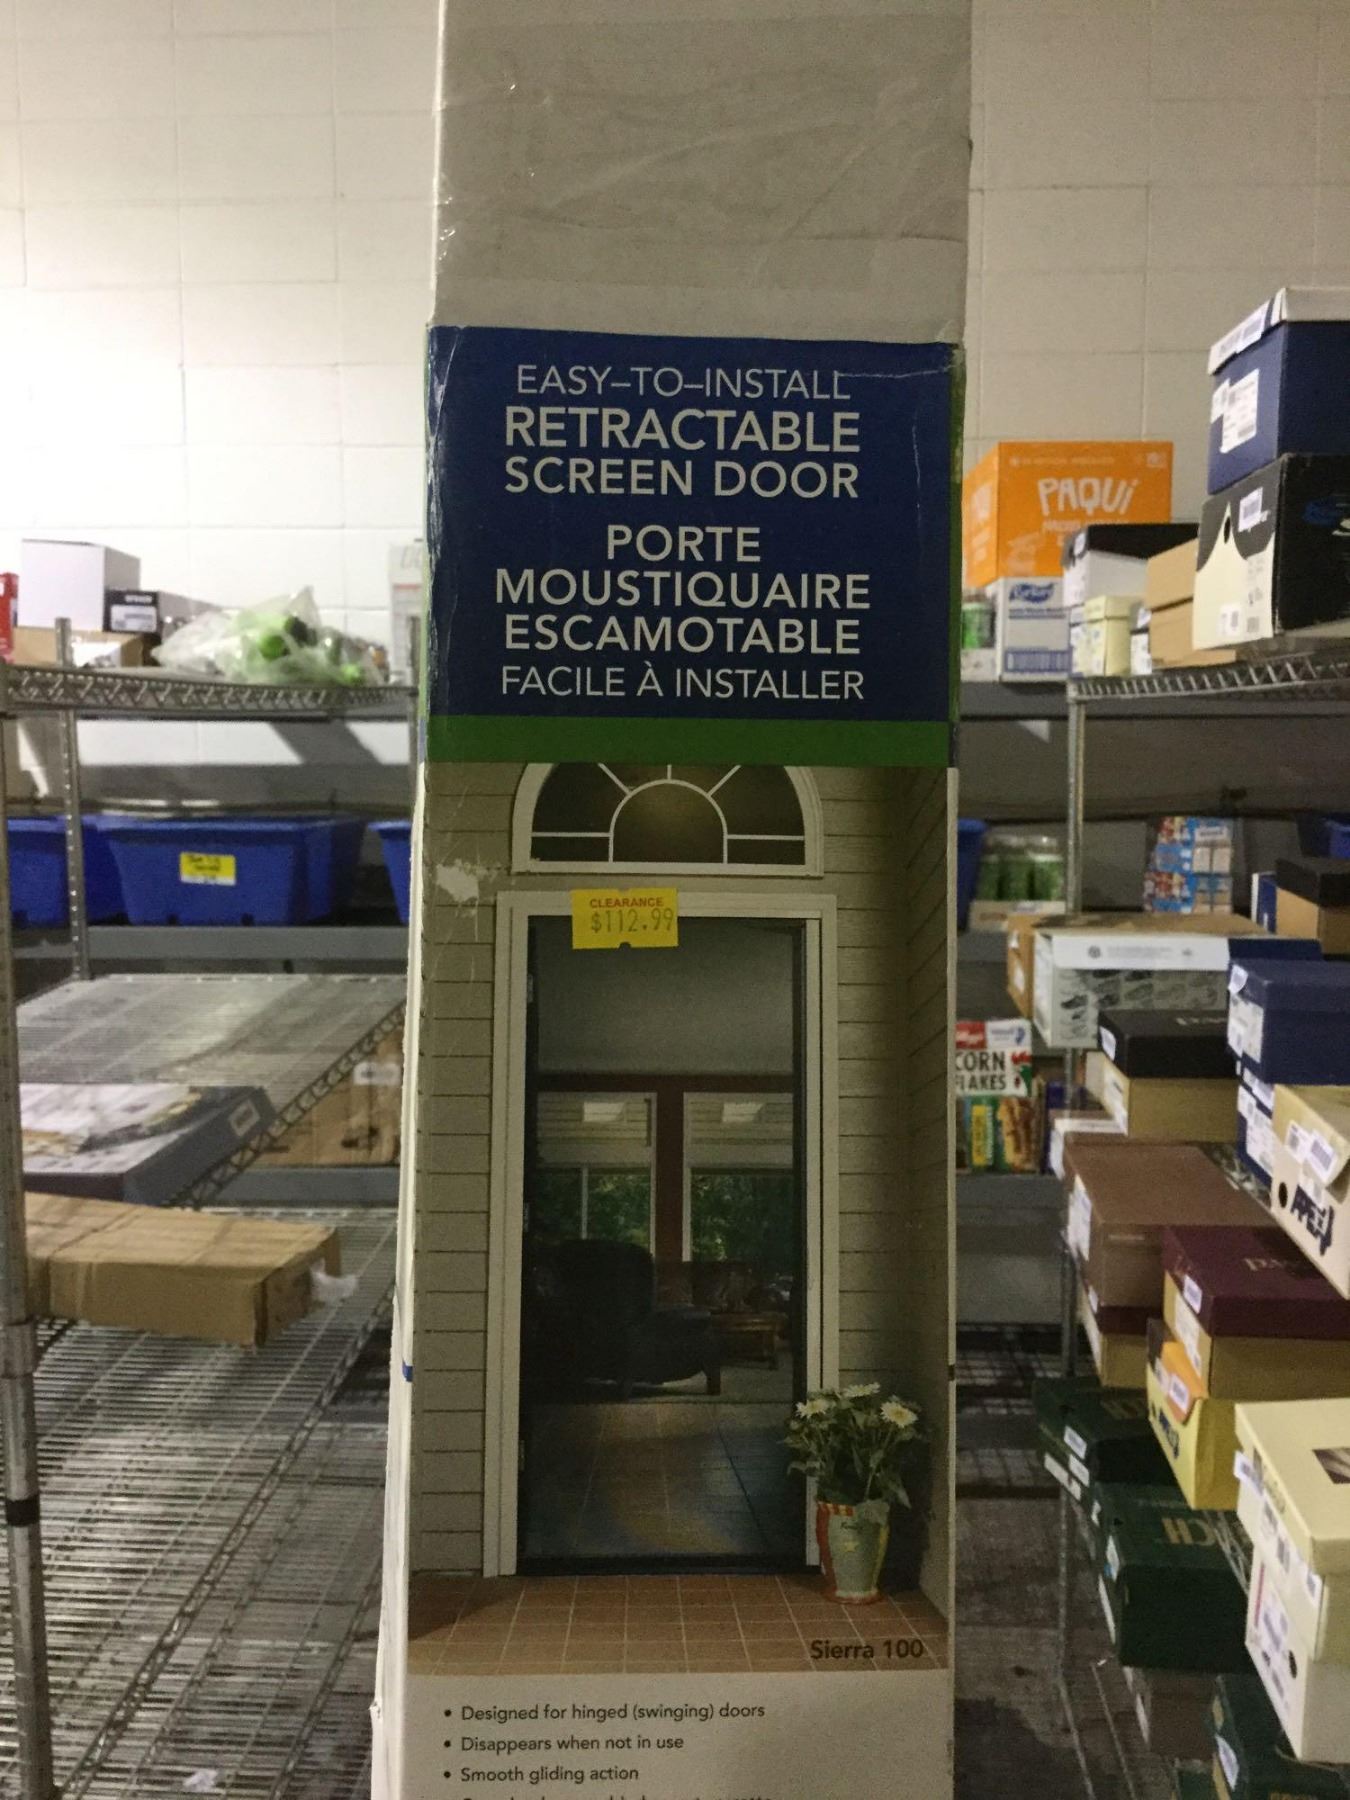 EASY–TO–INSTALL
RETRACTABLE
SCREEN DOOR
PORTE
MOUSTIQUAIRE
ESCAMOTABLE
FACILE À INSTALLER
CLEARANCE
$112.99
Sierra 100
• Designed for hinged (swinging) doors
• Disappears when not in use
• Smooth gliding action
PAQUI
CORN
FLAKES